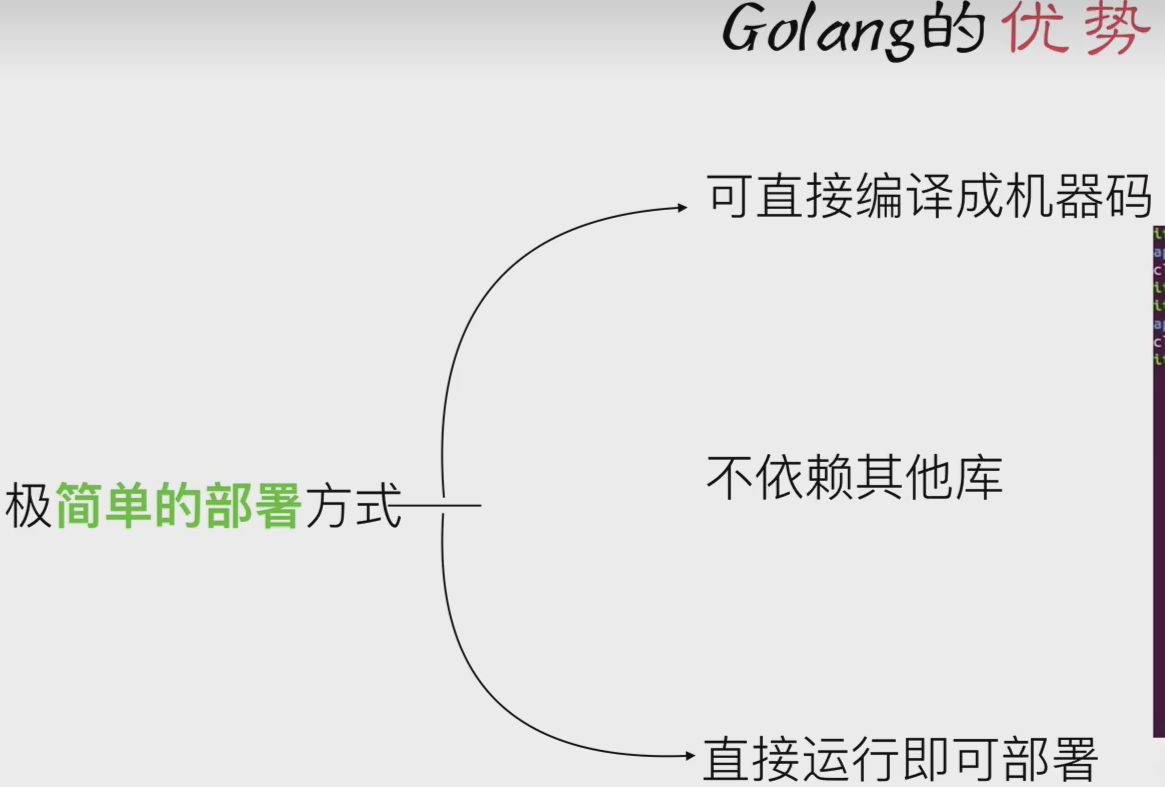 Golang的优势
可直接编译成机器码
不依赖其他库
极简单的部署方式
直接运行即可部署